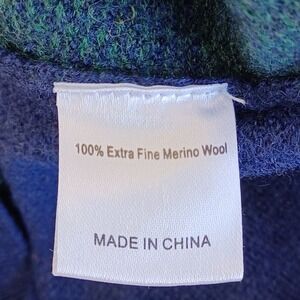 100% Extra Fine Merino Wool
MADE IN CHINA